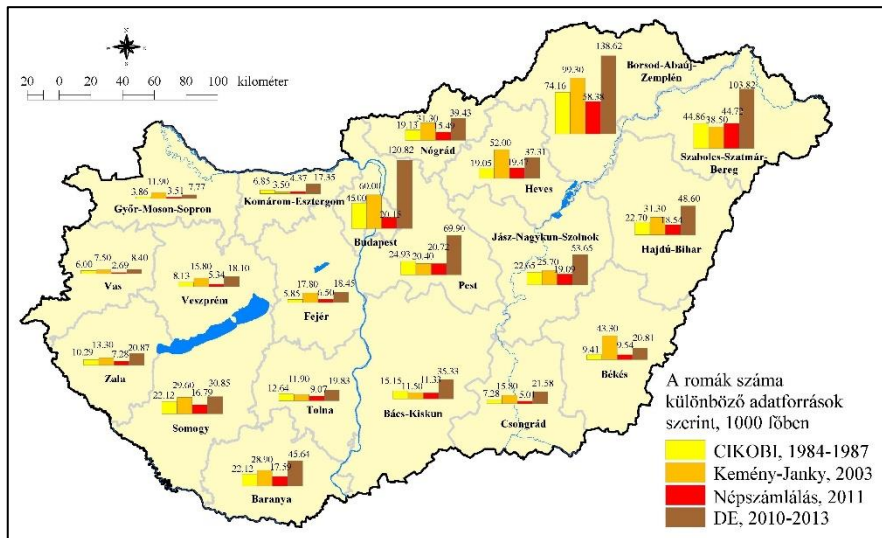 N
20 0 20 40 60 80 100 kilométer
138.62
Borsod-Abaúj-
Zemplén
99.30
74.16
58.38
103.82
44.86 38.50 44.72
Szabolcs-Szatmár-
Bereg
19.13 31.30 15.49 39.43
Nógrád
120.82
52.00
19.05 19.47 37.31
Heves
6.85 3.50 4.37 17.35
Komárom-Esztergom
3.86 11.90 3.51 7.77
Győr-Moson-Sopron
60.00
45.00
20.15
Budapest
22.70 31.30 18.54 48.60
Hajdú-Bihar
Jász-Nagykun-Szolnok
22.65 25.70 19.09 53.65
69.90
24.93 20.40 20.72
Pest
6.00 7.50 2.69 8.40
Vas
8.13 15.80 5.34 18.10
Veszprém
5.85 17.80 6.50 18.45
Fejér
43.30
9.41 9.54 20.81
Békés
10.29 13.30 7.28 20.87
Zala
22.12 29.60 16.79 30.85
Somogy
12.64 11.90 9.07 19.83
Tolna
15.15 11.50 11.33 35.33
Bács-Kiskun
7.28 15.80 5.01 21.58
Csongrád
22.12 28.90 17.59 45.64
Baranya
A romák száma
különböző adatforrások
szerint, 1000 főben
CIKOBI, 1984-1987
Kemény-Janky, 2003
Népszámlálás, 2011
DE, 2010-2013